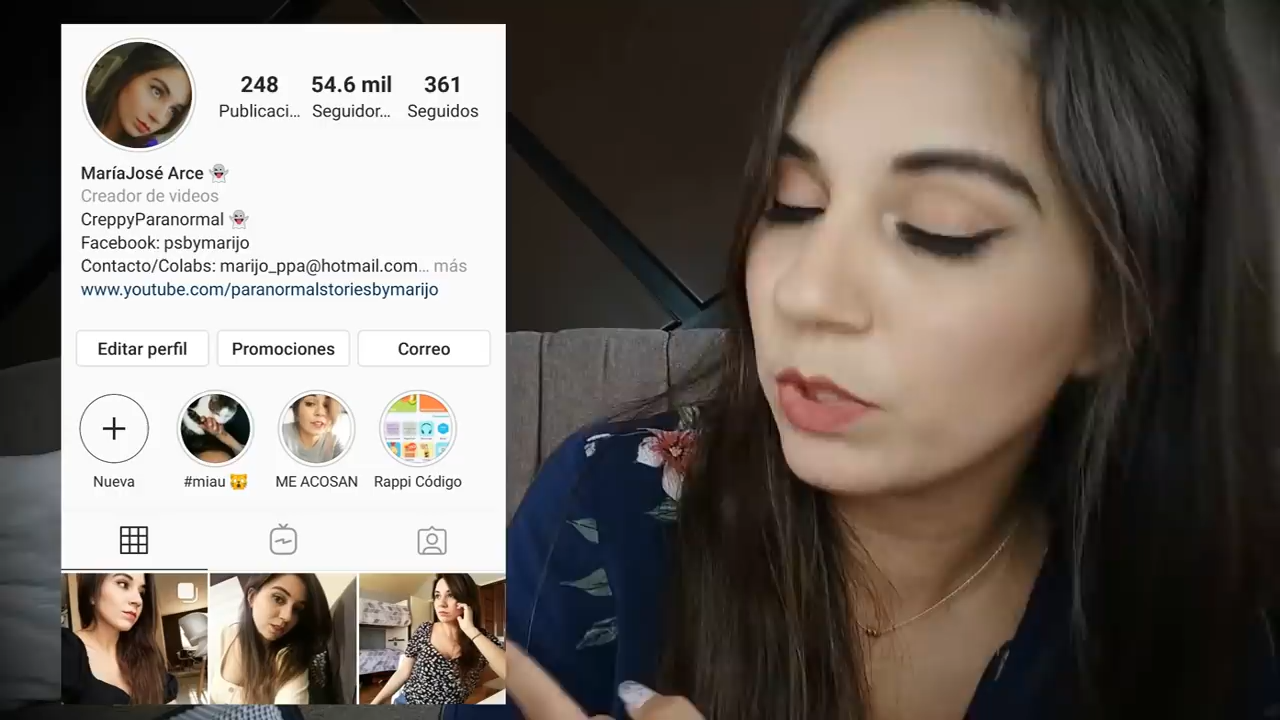 248 54.6 mil 361
Publicaci... Seguidor... Seguidos
MaríaJosé Arce 👻
Creador de videos
CreppyParanormal 👻
Facebook: psbymarijo
Contacto/Colabs: marijo_ppa@hotmail.com... más
www.youtube.com/paranormalstoriesbymarijo
Editar perfil Promociones Correo
Nueva #miau 😺 ME ACOSAN Rappi Código